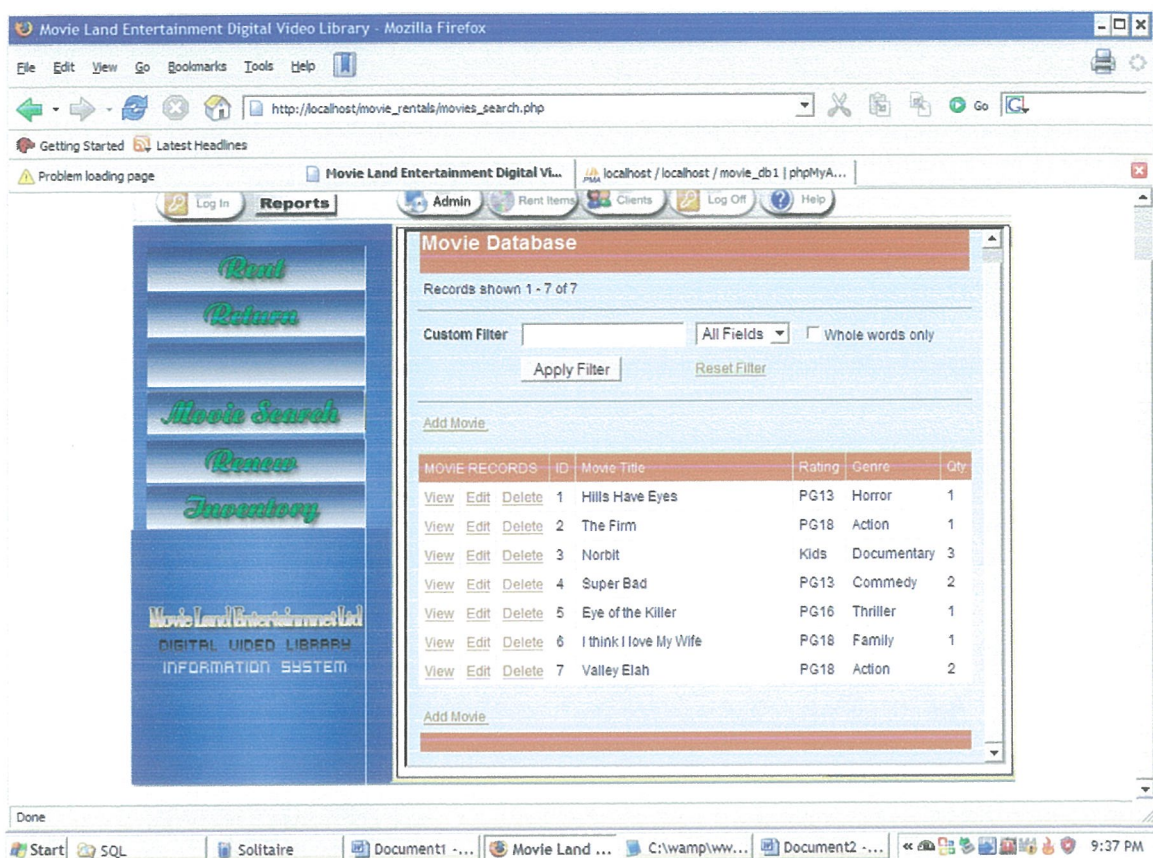 Movie Land Entertainment Digital Video Library - Mozilla Firefox
File Edit View Go Bookmarks Tools Help
http://localhost/movie_rentals/movies_search.php Go
Getting Started Latest Headlines
Problem loading page Movie Land Entertainment Digital Vi... localhost / localhost / movie_db1 | phpMyA...
Log In Reports Admin Rent Items Clients Log Off Help
Rent
Return
Movie Search
Renew
Inventory
Movie Land Entertainmnet Ltd
DIGITAL VIDEO LIBRARY
INFORMATION SYSTEM
Movie Database
Records shown 1 - 7 of 7
Custom Filter All Fields Whole words only
Apply Filter Reset Filter
Add Movie
MOVIE RECORDS ID Movie Title Rating Genre Qty
View Edit Delete 1 Hills Have Eyes PG13 Horror 1
View Edit Delete 2 The Firm PG18 Action 1
View Edit Delete 3 Norbit Kids Documentary 3
View Edit Delete 4 Super Bad PG13 Commedy 2
View Edit Delete 5 Eye of the Killer PG16 Thriller 1
View Edit Delete 6 I think I love My Wife PG18 Family 1
View Edit Delete 7 Valley Elah PG18 Action 2
Add Movie
Done
Start SQL Solitaire Document1 -... Movie Land ... C:\wamp\ww... Document2 -... « 9:37 PM